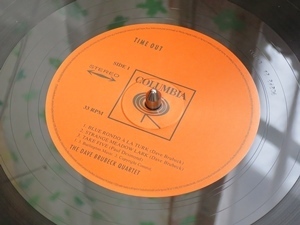 TIME OUT
SIDE 1
STEREO
COLUMBIA
33 RPM
1. BLUE RONDO À LA TURK (Dave Brubeck)
2. STRANGE MEADOW LARK (Dave Brubeck)
3. TAKE FIVE (Paul Desmond)
THE DAVE BRUBECK QUARTET